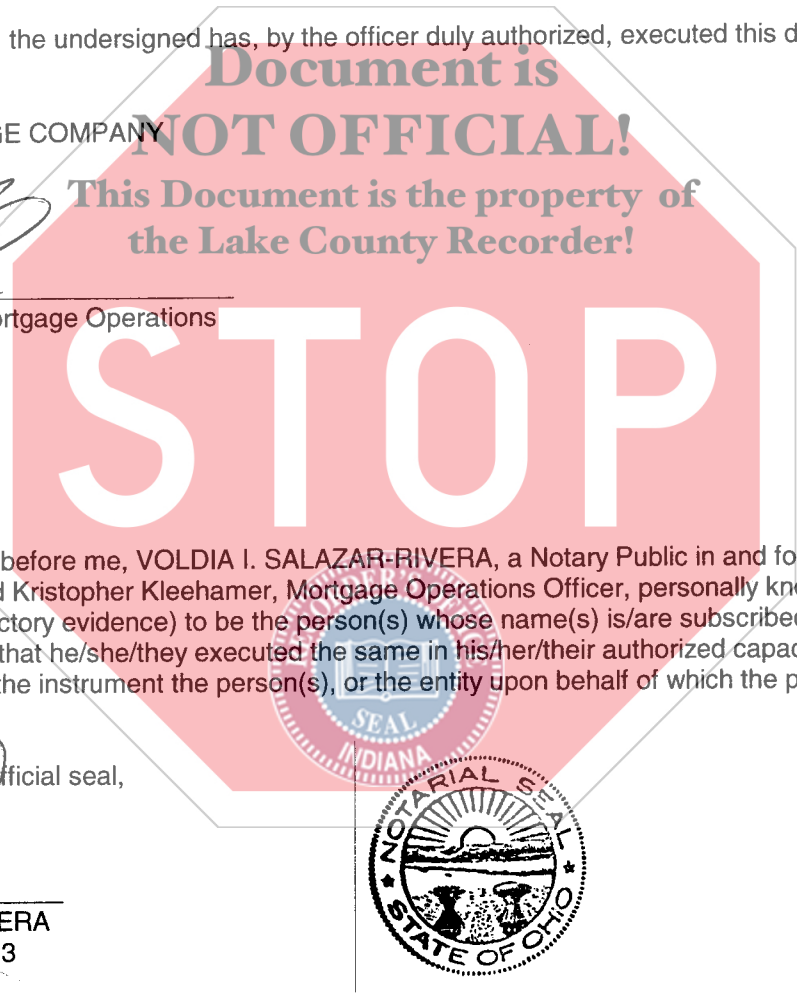 the undersigned has, by the officer duly authorized, executed this d
Document is
NOT OFFICIAL!
GE COMPANY
This Document is the property of
the Lake County Recorder!
ortgage Operations
STOP
before me, VOLDIA I. SALAZAR-RIVERA, a Notary Public in and fo
d Kristopher Kleehamer, Mortgage Operations Officer, personally kno
ctory evidence) to be the person(s) whose name(s) is/are subscribed
that he/she/they executed the same in his/her/their authorized capac
the instrument the person(s), or the entity upon behalf of which the p
RECORDER'S OFFICE
SEAL
INDIANA
fficial seal,
NOTARIAL SEAL
STATE OF OHIO
ERA
3